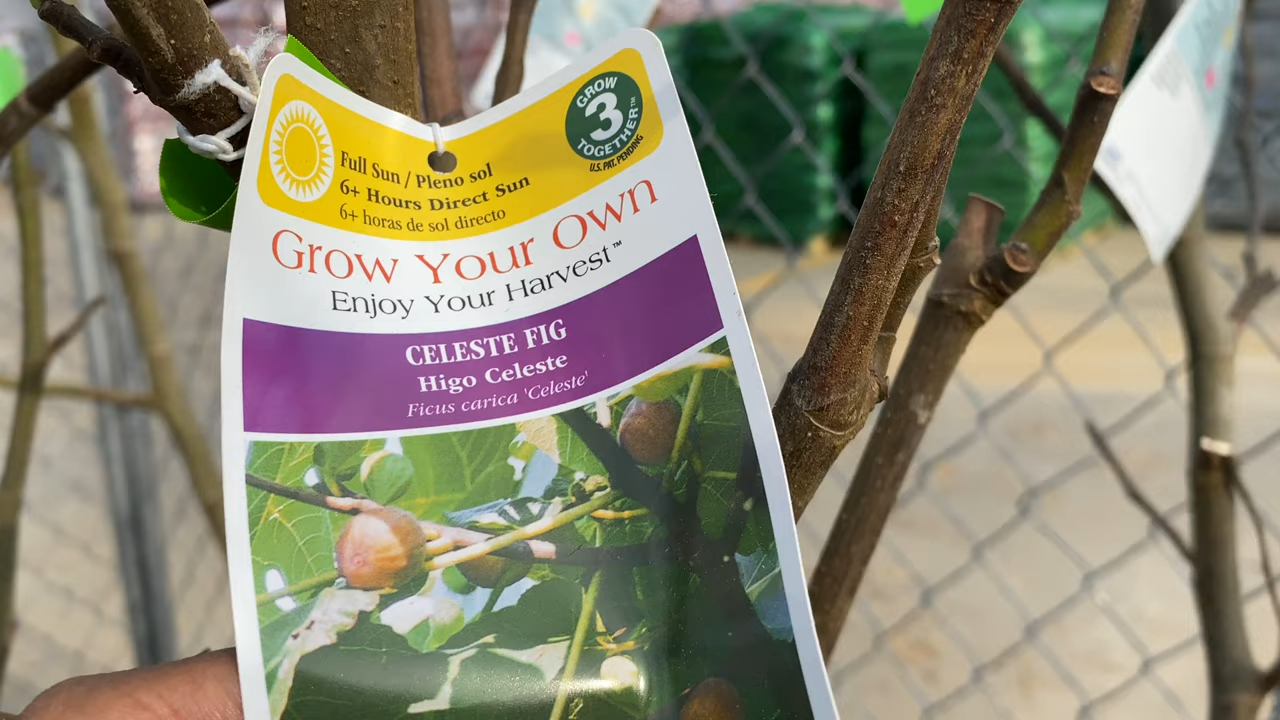 Full Sun / Pleno sol
6+ Hours Direct Sun
6+ horas de sol directo
GROW
3
TOGETHER™
U.S. PAT. PENDING
Grow Your Own
Enjoy Your Harvest™
CELESTE FIG
Higo Celeste
Ficus carica 'Celeste'